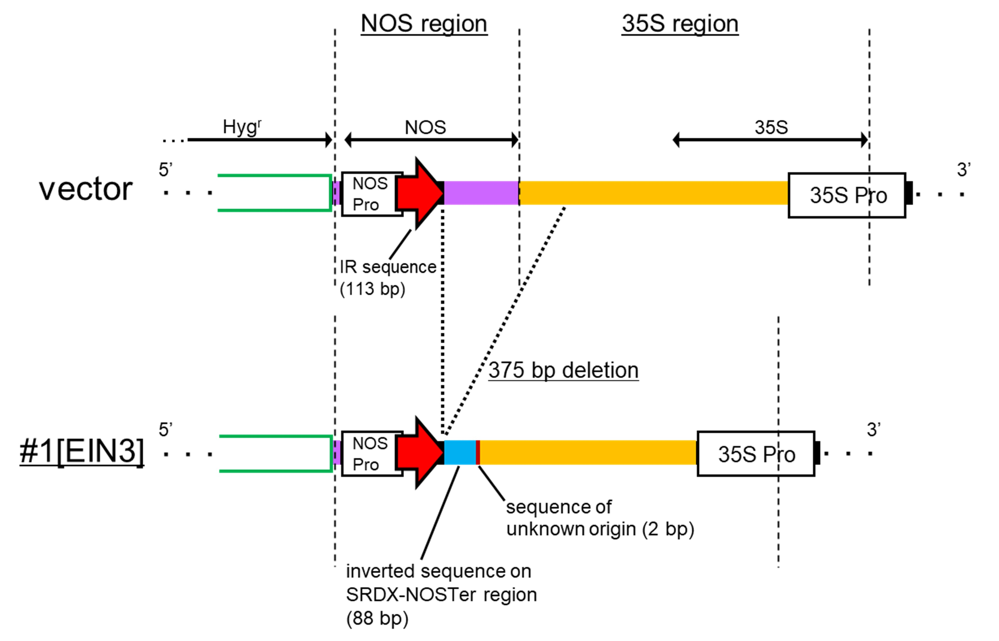 NOS region
35S region
Hygʳ
NOS
35S
5’
3’
vector
NOS
Pro
35S Pro
IR sequence
(113 bp)
375 bp deletion
5’
3’
#1[EIN3]
NOS
Pro
35S Pro
sequence of
unknown origin (2 bp)
inverted sequence on
SRDX-NOSTer region
(88 bp)